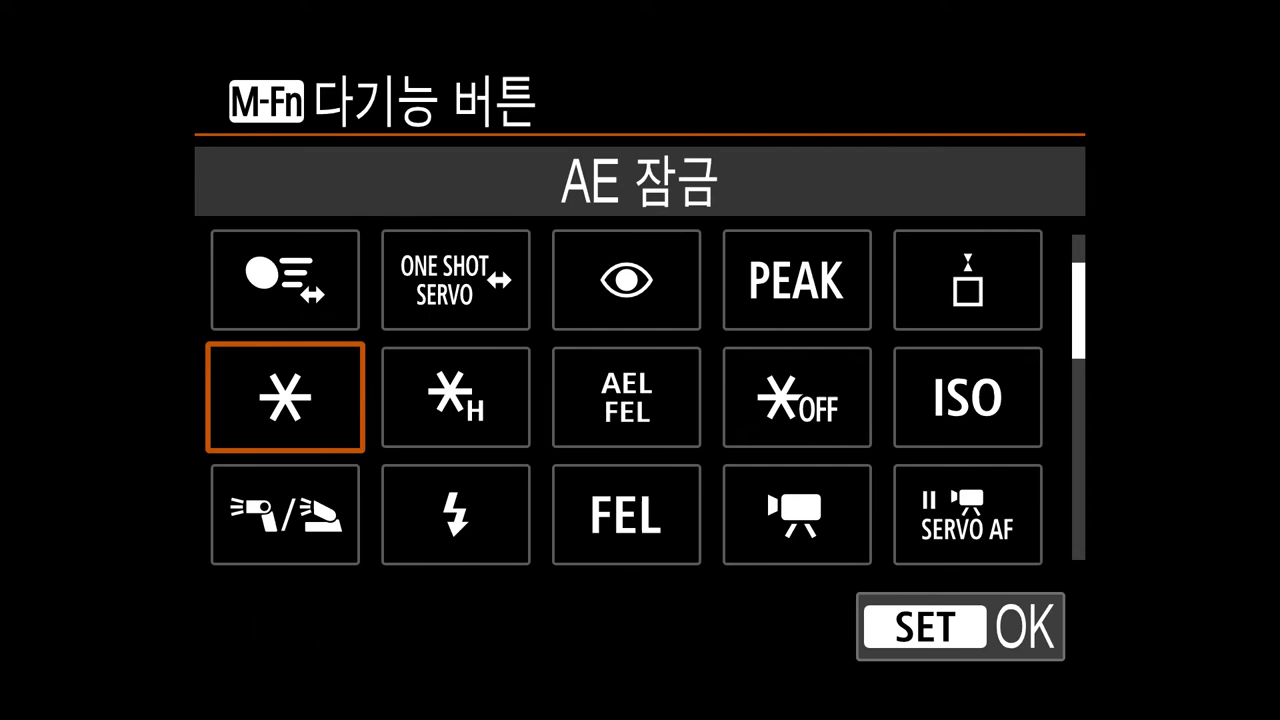 M-Fn 다기능 버튼
AE 잠금
ONE SHOT
SERVO
PEAK
H
AEL
FEL
OFF
ISO
FEL
SERVO AF
SET OK